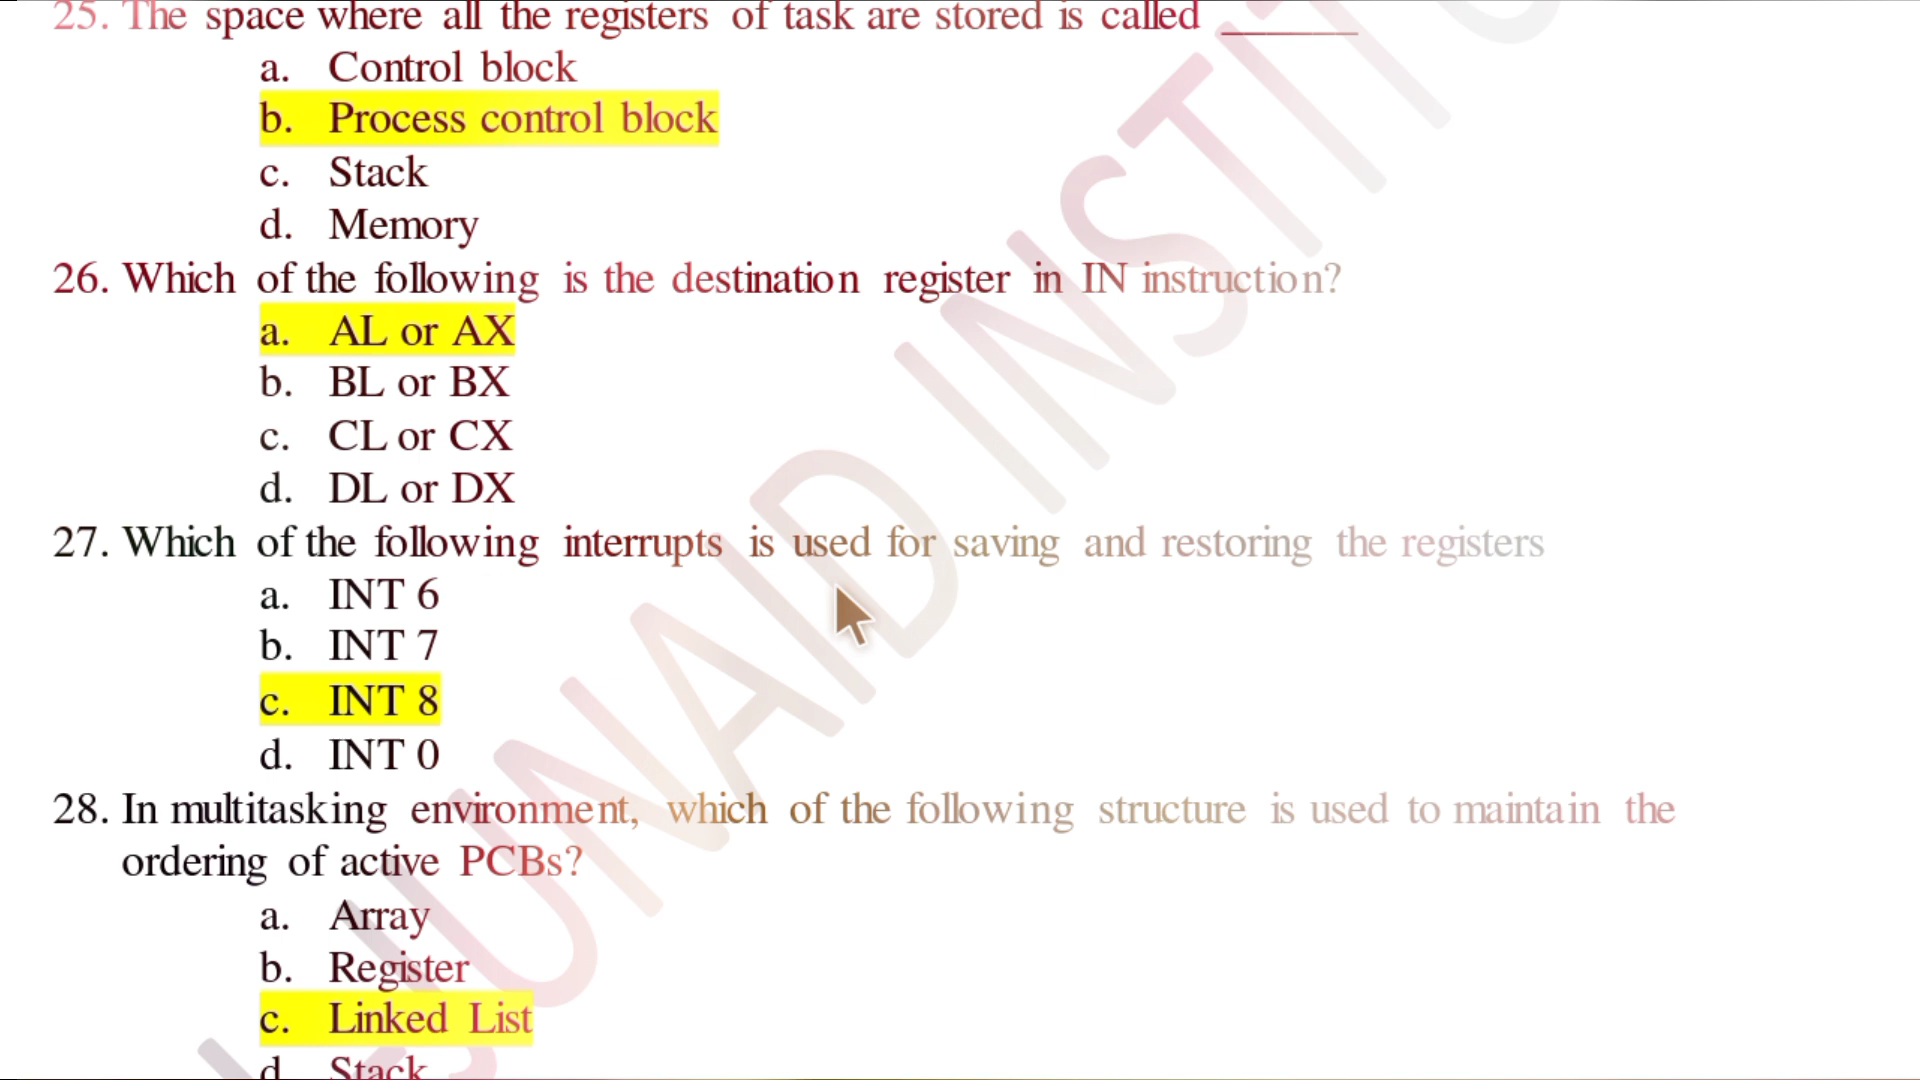 25. The space where all the registers of task are stored is called ______
a. Control block
b. Process control block
c. Stack
d. Memory
26. Which of the following is the destination register in IN instruction?
a. AL or AX
b. BL or BX
c. CL or CX
d. DL or DX
27. Which of the following interrupts is used for saving and restoring the registers
a. INT 6
b. INT 7
c. INT 8
d. INT 0
28. In multitasking environment, which of the following structure is used to maintain the
ordering of active PCBs?
a. Array
b. Register
c. Linked List
d. Stack
JUNAID